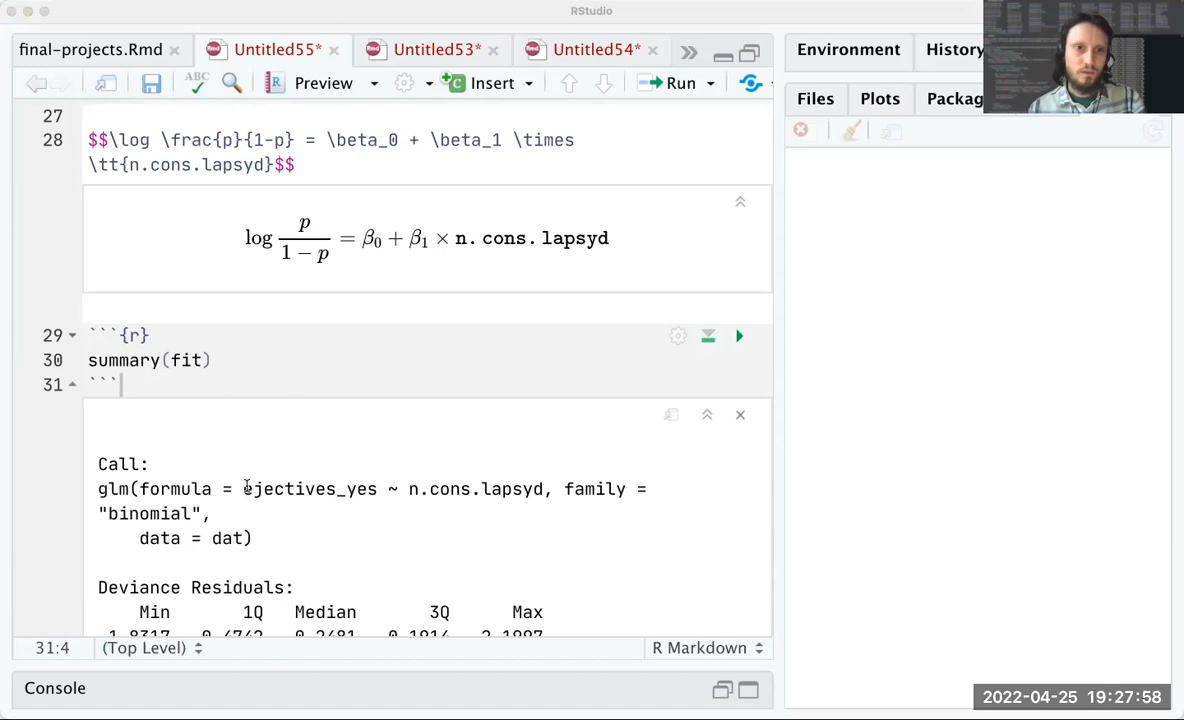 RStudio
final-projects.Rmd Untitled55* Untitled53* Untitled54* » Environment History
ABC Preview Insert Run Files Plots Packag
27
28 $$\log \frac{p}{1-p} = \beta_0 + \beta_1 \times
\tt{n.cons.lapsyd}$$
log p/1 − p = β0 + β1 × n.cons.lapsyd
29 ```{r}
30 summary(fit)
31 ```
Call:
glm(formula = ejectives_yes ~ n.cons.lapsyd, family =
"binomial",
data = dat)
Deviance Residuals:
Min 1Q Median 3Q Max
31:4 (Top Level) R Markdown
Console
2022-04-25 19:27:58